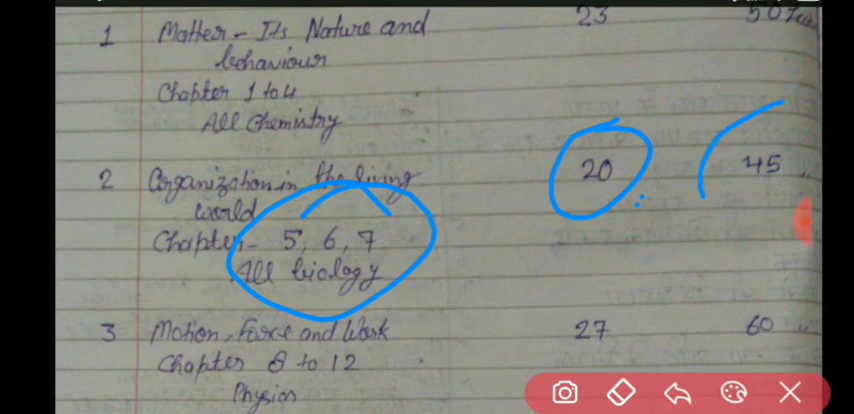 1 Matter - Its Nature and 23 50
behaviour
Chapter 1 to 4
All Chemistry
2 Organization in the living 20 45 "
world
Chapter - 5, 6, 7
All biology
3 Motion, Force and Work 27 60 "
Chapter 8 to 12
Physics